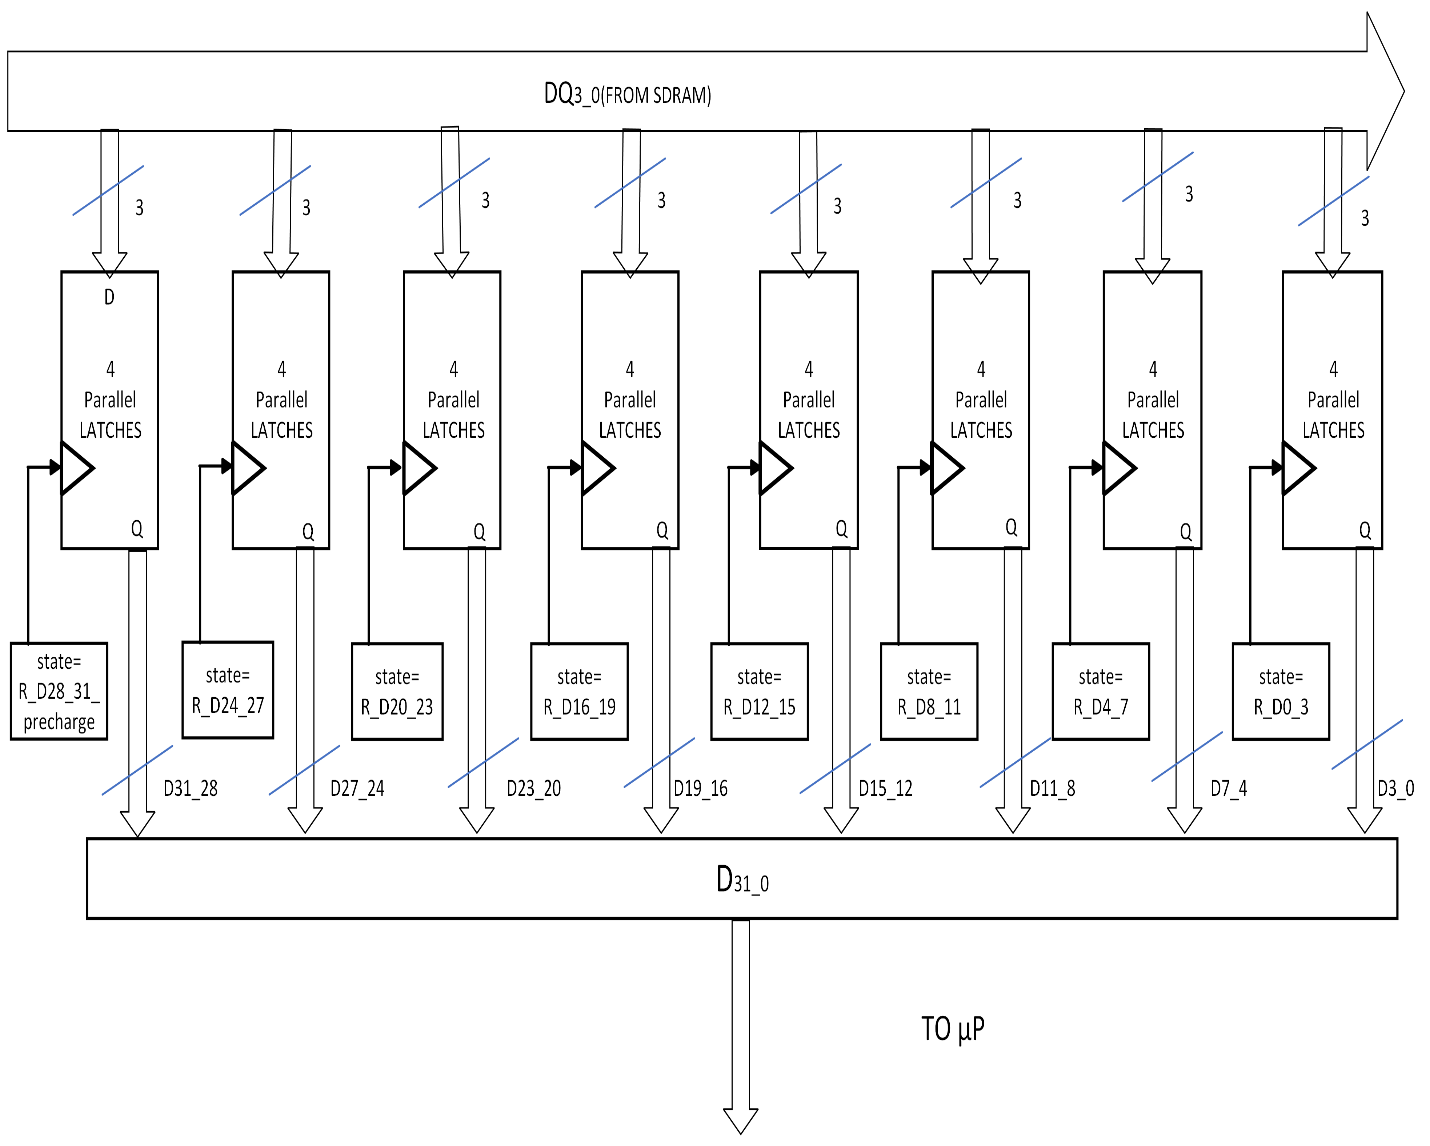 DQ3_0(FROM SDRAM)
3
3
3
3
3
3
3
3
D
4
Parallel
LATCHES
Q
4
Parallel
LATCHES
Q
4
Parallel
LATCHES
Q
4
Parallel
LATCHES
Q
4
Parallel
LATCHES
Q
4
Parallel
LATCHES
Q
4
Parallel
LATCHES
Q
4
Parallel
LATCHES
Q
state=
R_D28_31_
precharge
state=
R_D24_27
state=
R_D20_23
state=
R_D16_19
state=
R_D12_15
state=
R_D8_11
state=
R_D4_7
state=
R_D0_3
D31_28
D27_24
D23_20
D19_16
D15_12
D11_8
D7_4
D3_0
D31_0
TO µP